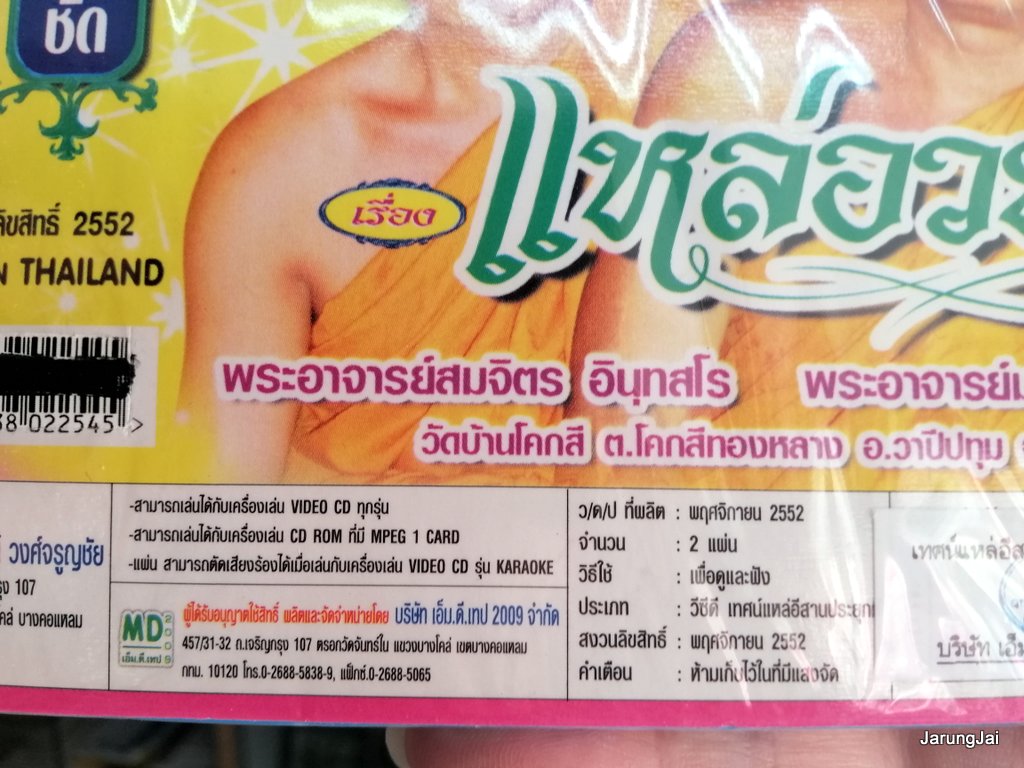 ชัด
แหล่อว
เรื่อง
ลิขสิทธิ์ 2552
THAILAND
022545 >
พระอาจารย์สมจิตร อินฺทสโร พระอาจารย์
วัดบ้านโคกสี ต.โคกสีทองหลาง อ.วาปีปทุม
-สามารถเล่นได้กับเครื่องเล่น VIDEO CD ทุกรุ่น
-สามารถเล่นได้กับเครื่องเล่น CD ROM ที่มี MPEG 1 CARD
-แผ่น สามารถตัดเสียงร้องได้เมื่อเล่นกับเครื่องเล่น VIDEO CD รุ่น KARAOKE
วงศ์จรูญชัย
107
บางคอแหลม
MD 2009
เอ็ม.ดี.เทป
ผู้ได้รับอนุญาตใช้สิทธิ์ ผลิตและจัดจำหน่ายโดย บริษัท เอ็ม.ดี.เทป 2009 จำกัด
457/31-32 ถ.เจริญกรุง 107 ตรอกวัดจันทร์ใน แขวงบางโคล่ เขตบางคอแหลม
กทม. 10120 โทร.0-2688-5838-9, แฟ็กซ์.0-2688-5065
ว/ด/ป ที่ผลิต : พฤศจิกายน 2552
จำนวน : 2 แผ่น
วิธีใช้ : เพื่อดูและฟัง
ประเภท : วีซีดี เทศน์แหล่อีสานประยุกต์
สงวนลิขสิทธิ์ : พฤศจิกายน 2552
คำเตือน : ห้ามเก็บไว้ในที่มีแสงจัด
เทศน์แหล่อีส
บริษัท เอ็ม
JarungJai